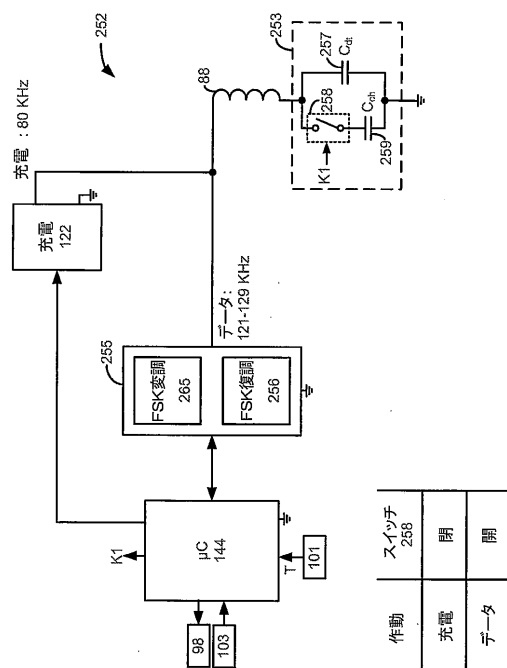 252
充電 : 80 KHz
充電
122
88
253
257
C_dt
258
K1
C_ch
259
データ:
121-129 KHz
255
FSK変調
265
FSK復調
256
K1
µC
144
98
103
T
101
作動 スイッチ
258
充電 閉
データ 開